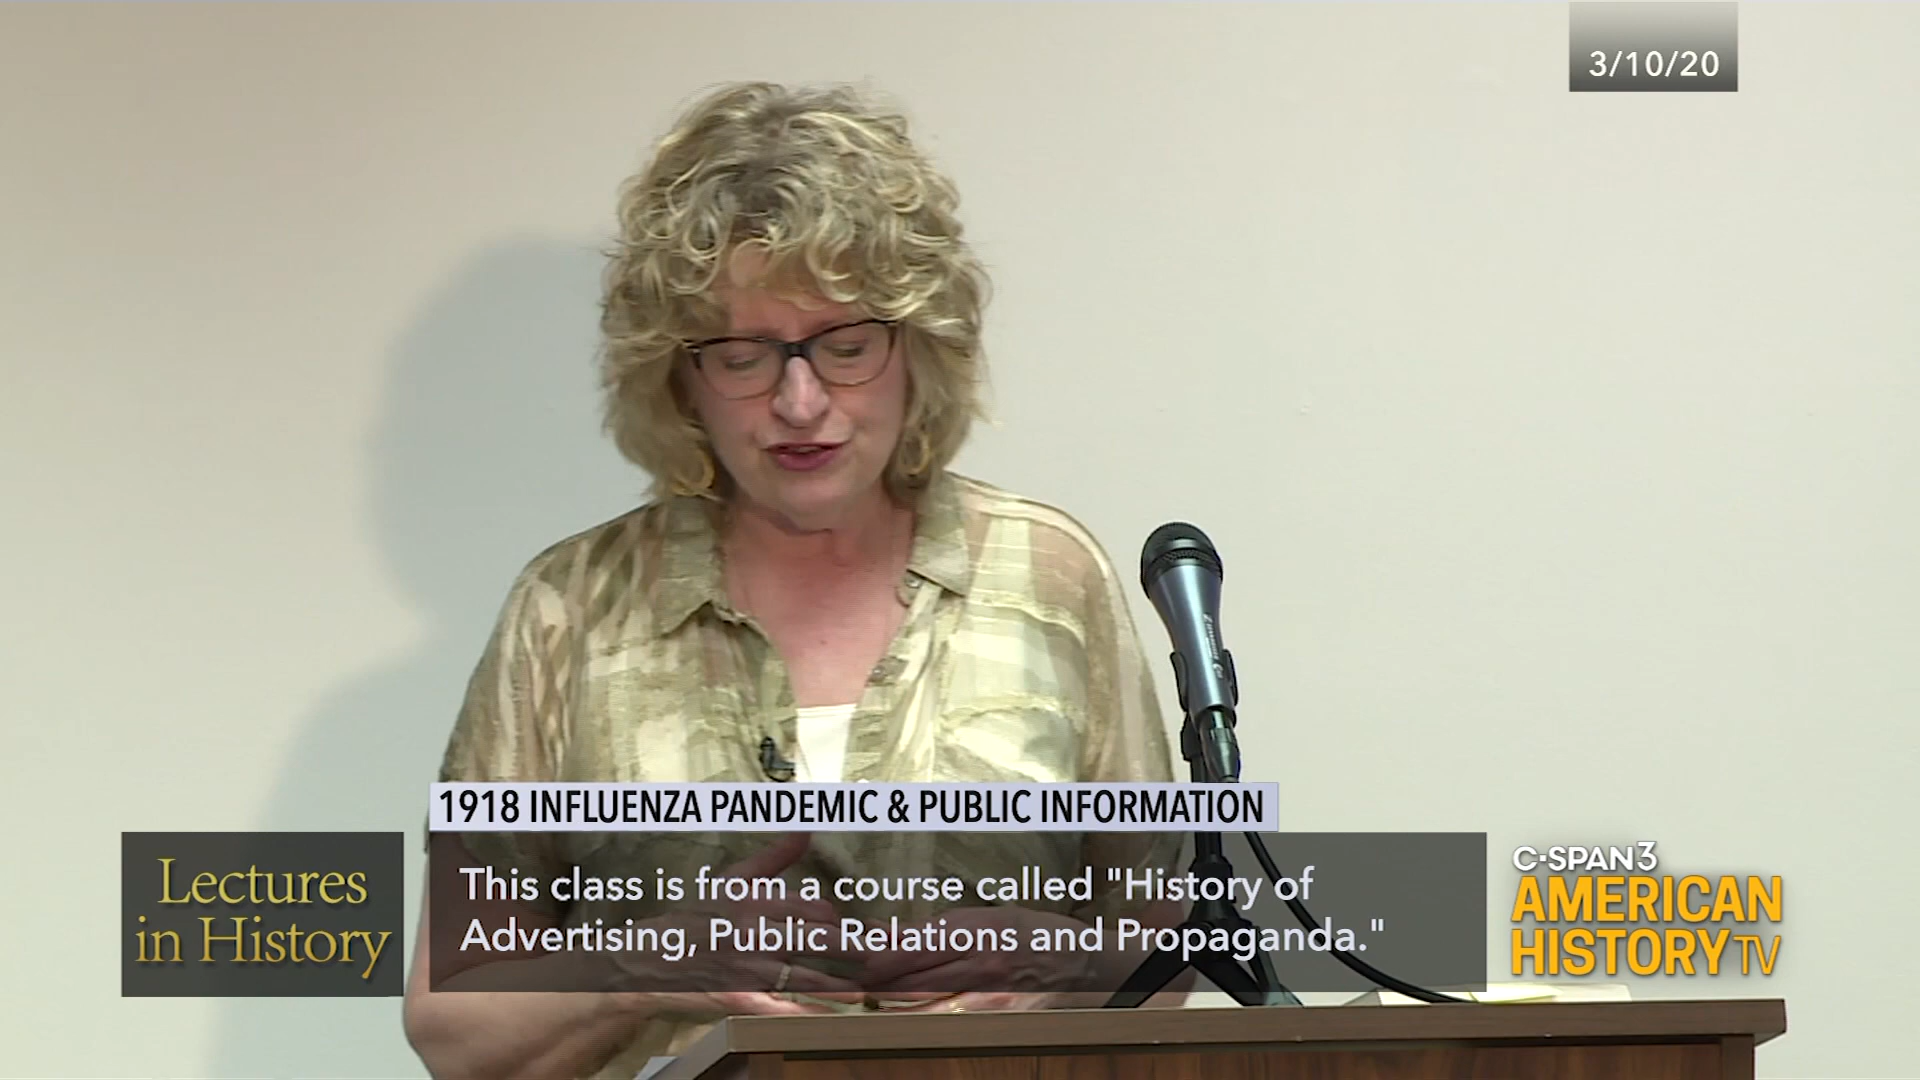 3/10/20
1918 INFLUENZA PANDEMIC & PUBLIC INFORMATION
Lectures
in History
This class is from a course called "History of
Advertising, Public Relations and Propaganda."
C-SPAN3
AMERICAN
HISTORY TV